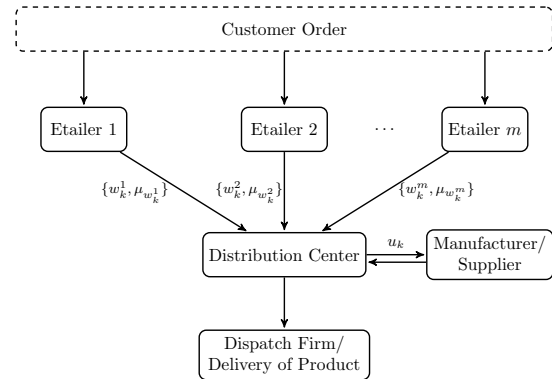 Customer Order
Etailer 1
Etailer 2
...
Etailer m
{w_k^1, μ_{w_k^1}}
{w_k^2, μ_{w_k^2}}
{w_k^m, μ_{w_k^m}}
Distribution Center
u_k
Manufacturer/
Supplier
Dispatch Firm/
Delivery of Product